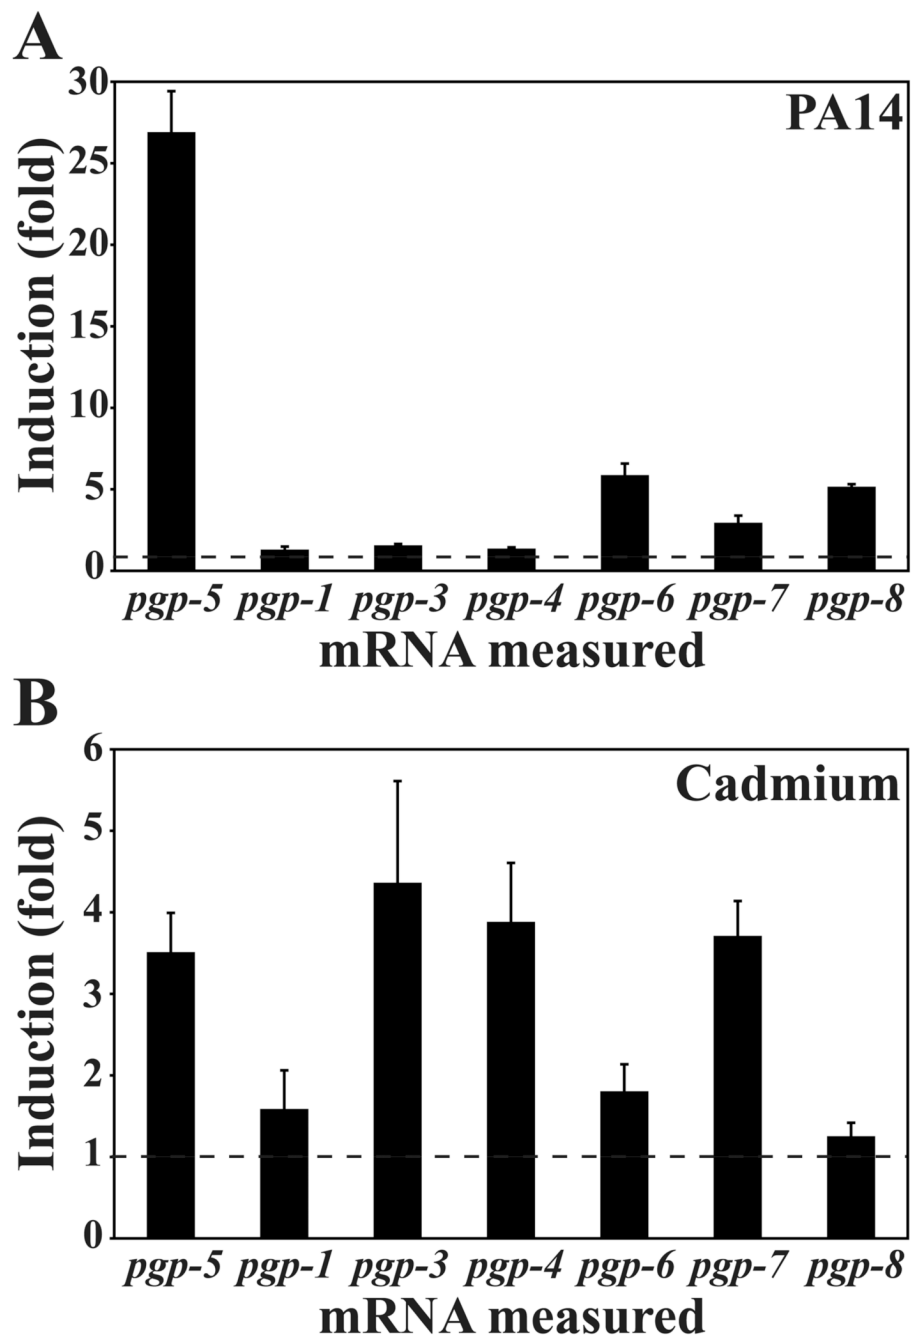 A
PA14
Induction (fold)
30
25
20
15
10
5
0
pgp-5 pgp-1 pgp-3 pgp-4 pgp-6 pgp-7 pgp-8
mRNA measured
B
Cadmium
Induction (fold)
6
5
4
3
2
1
0
pgp-5 pgp-1 pgp-3 pgp-4 pgp-6 pgp-7 pgp-8
mRNA measured